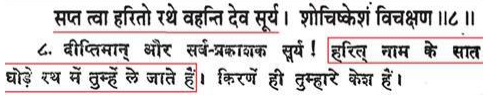 सप्त त्वा हरितो रथे वहन्ति देव सूर्य। शोचिष्केशं विचक्षण ॥८॥
८. दीप्तिमान् और सर्व-प्रकाशक सूर्य! हरित् नाम के सात
घोड़े रथ में तुम्हें ले जाते हैं। किरणें ही तुम्हारे केश हैं।